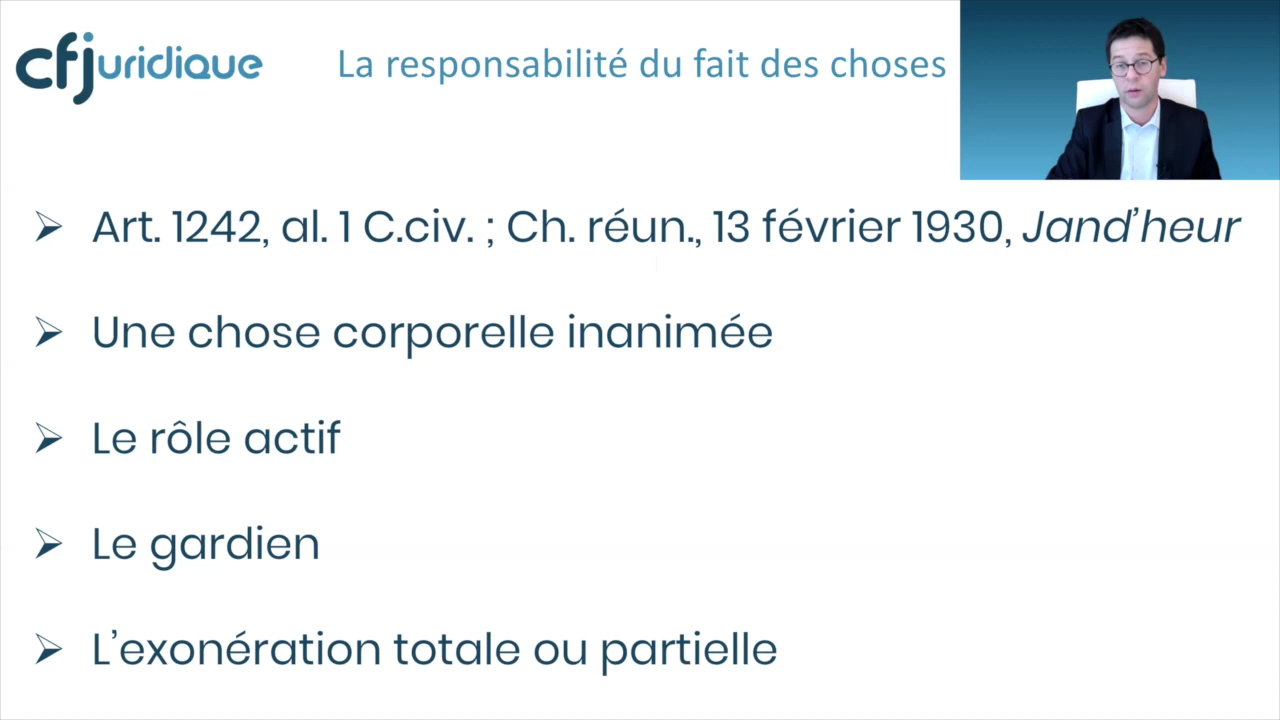 cfjuridique
La responsabilité du fait des choses
➢ Art. 1242, al. 1 C.civ. ; Ch. réun., 13 février 1930, Jand'heur
➢ Une chose corporelle inanimée
➢ Le rôle actif
➢ Le gardien
➢ L'exonération totale ou partielle